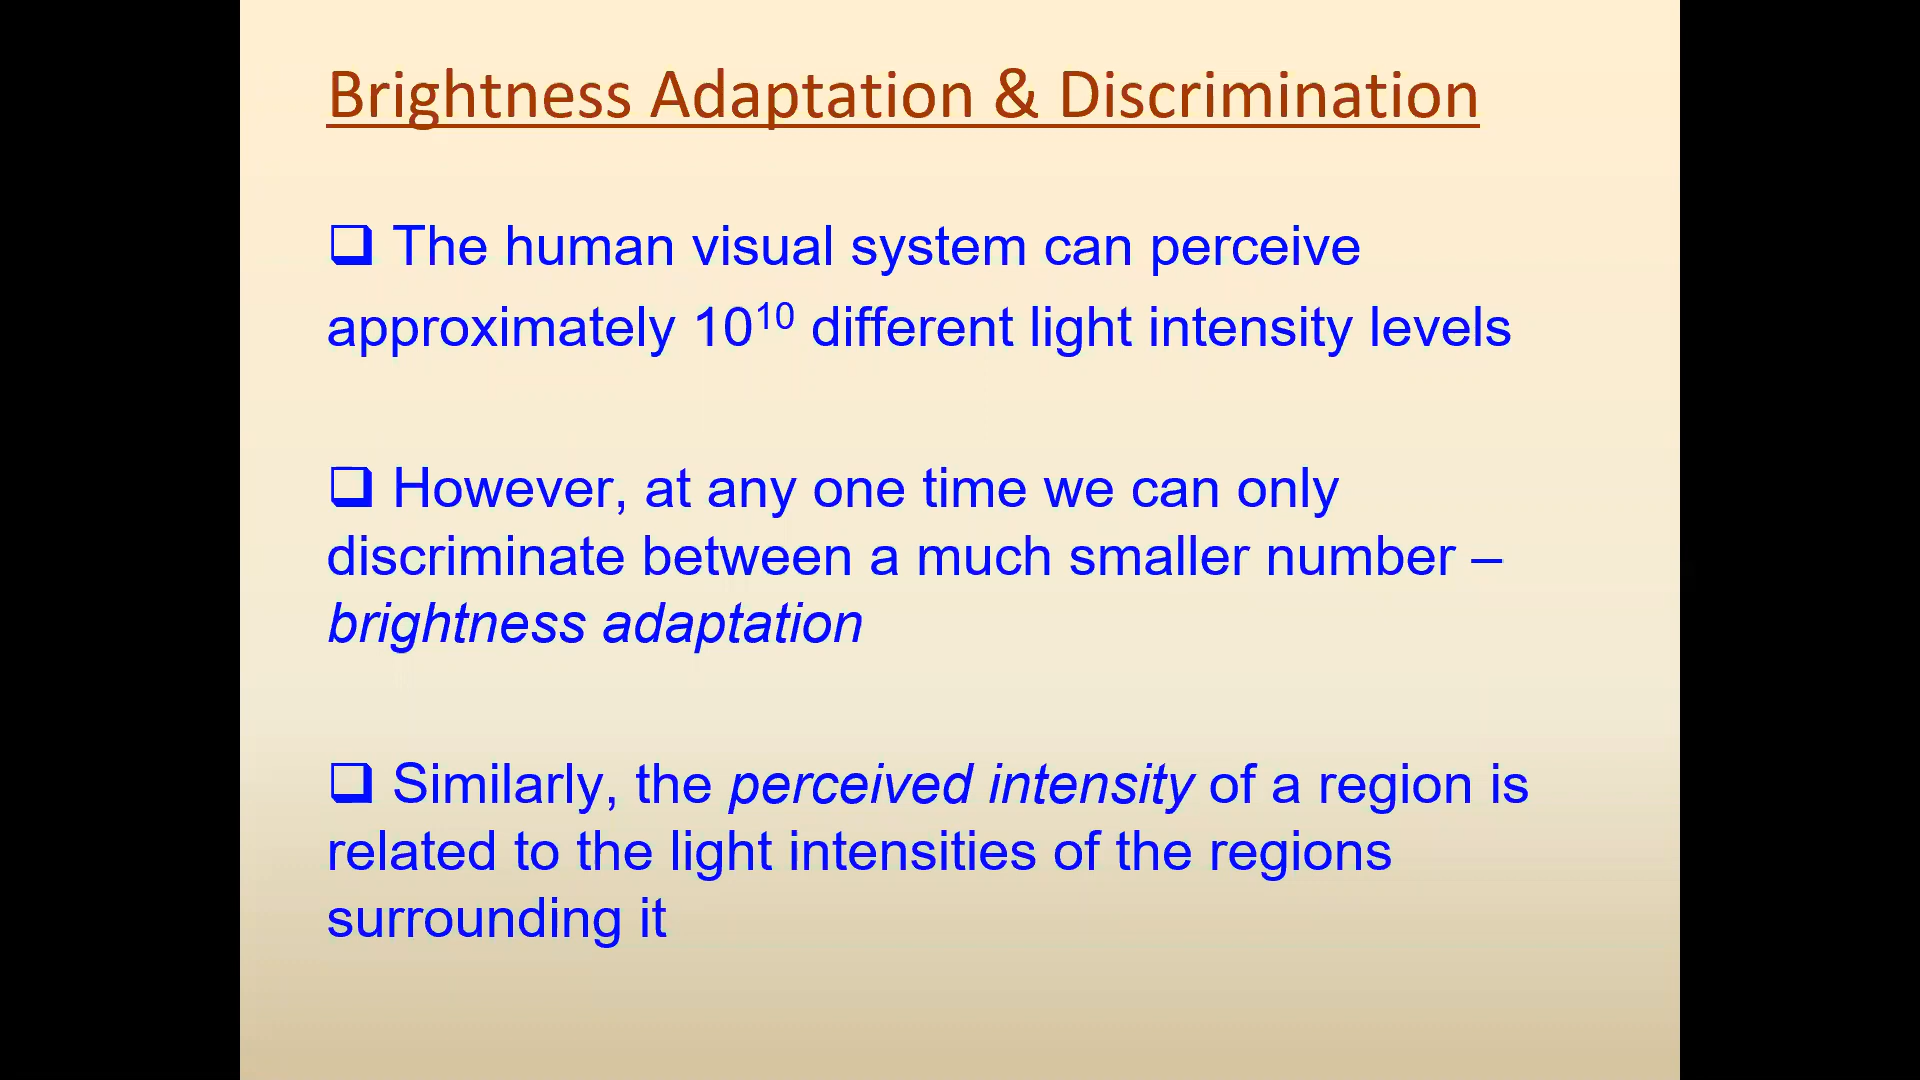 Brightness Adaptation & Discrimination
❑ The human visual system can perceive
approximately 10¹⁰ different light intensity levels
❑ However, at any one time we can only
discriminate between a much smaller number –
brightness adaptation
❑ Similarly, the perceived intensity of a region is
related to the light intensities of the regions
surrounding it